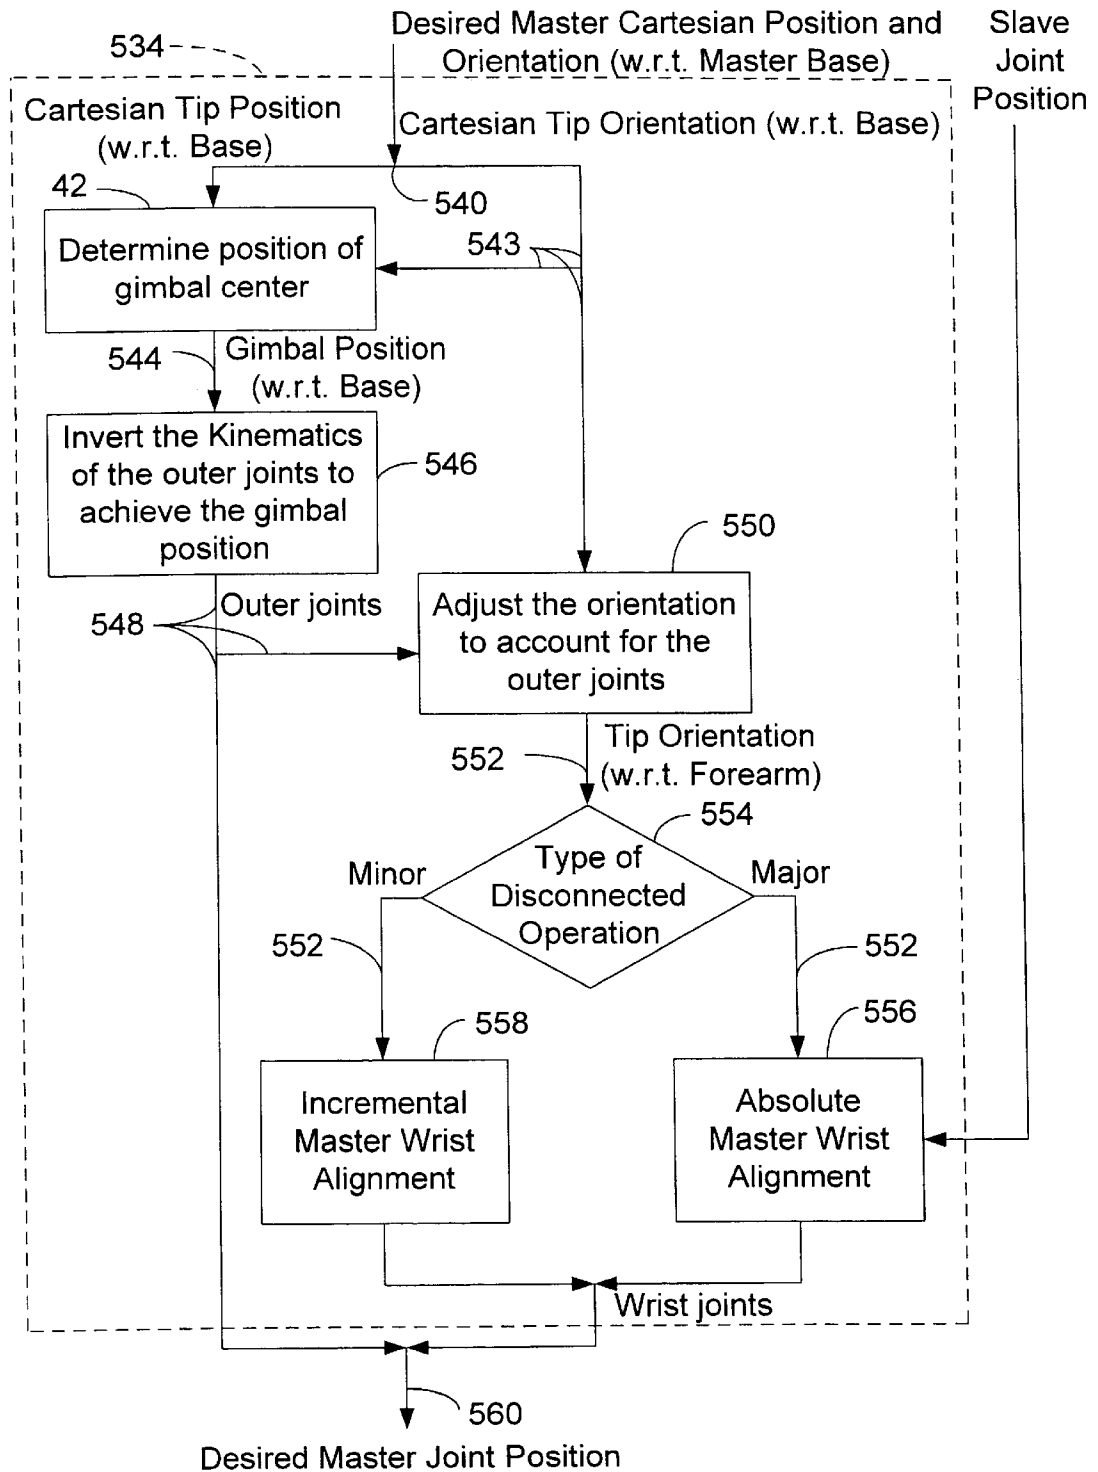 Desired Master Cartesian Position and
Orientation (w.r.t. Master Base)
Slave
Joint
Position
534
Cartesian Tip Position
(w.r.t. Base)
Cartesian Tip Orientation (w.r.t. Base)
540
42
Determine position of
gimbal center
543
544
Gimbal Position
(w.r.t. Base)
Invert the Kinematics
of the outer joints to
achieve the gimbal
position
546
550
548
Outer joints
Adjust the orientation
to account for the
outer joints
552
Tip Orientation
(w.r.t. Forearm)
554
Type of
Disconnected
Operation
Minor
Major
552
552
558
556
Incremental
Master Wrist
Alignment
Absolute
Master Wrist
Alignment
Wrist joints
560
Desired Master Joint Position